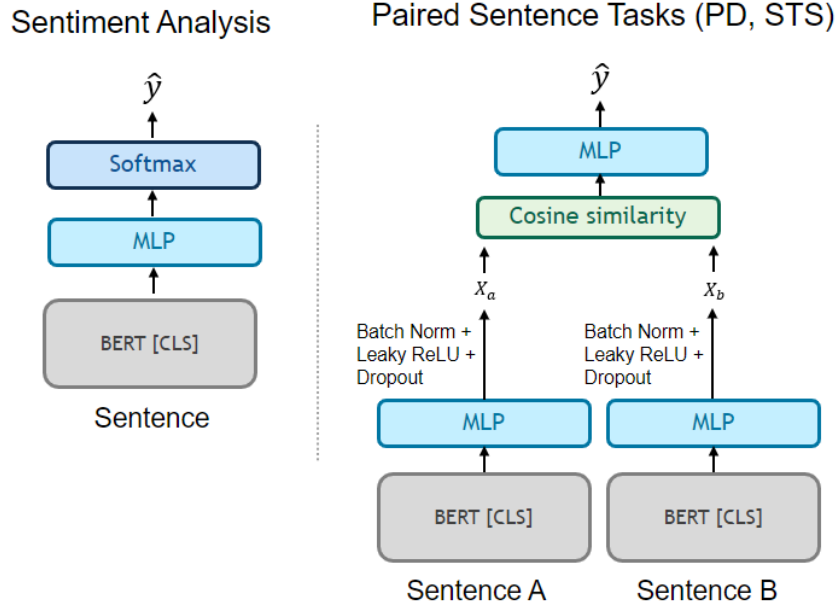 Sentiment Analysis
ŷ
Softmax
MLP
BERT [CLS]
Sentence
Paired Sentence Tasks (PD, STS)
ŷ
MLP
Cosine similarity
Xₐ
X_b
Batch Norm +
Leaky ReLU +
Dropout
Batch Norm +
Leaky ReLU +
Dropout
MLP
MLP
BERT [CLS]
BERT [CLS]
Sentence A
Sentence B